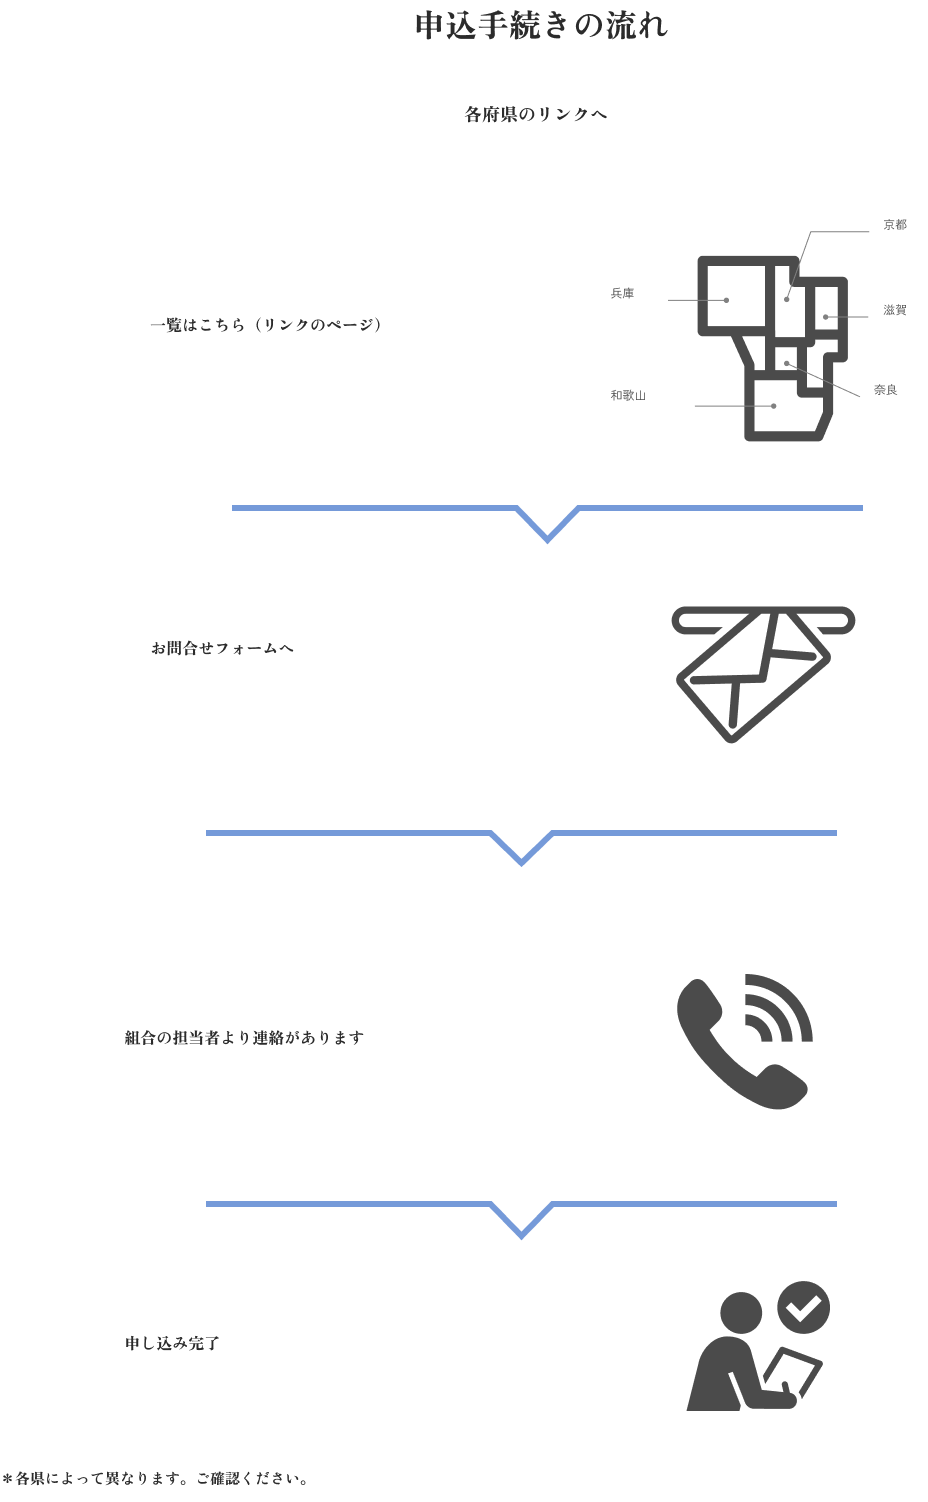 申込手続きの流れ
各府県のリンクへ
京都
兵庫
滋賀
一覧はこちら（リンクのページ）
奈良
和歌山
お問合せフォームへ
組合の担当者より連絡があります
申し込み完了
＊各県によって異なります。ご確認ください。